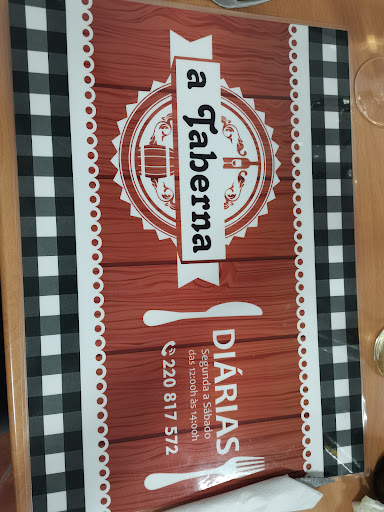 a Taberna
DIÁRIAS
Segunda a Sábado
das 12:00h às 14:00h
220 817 572